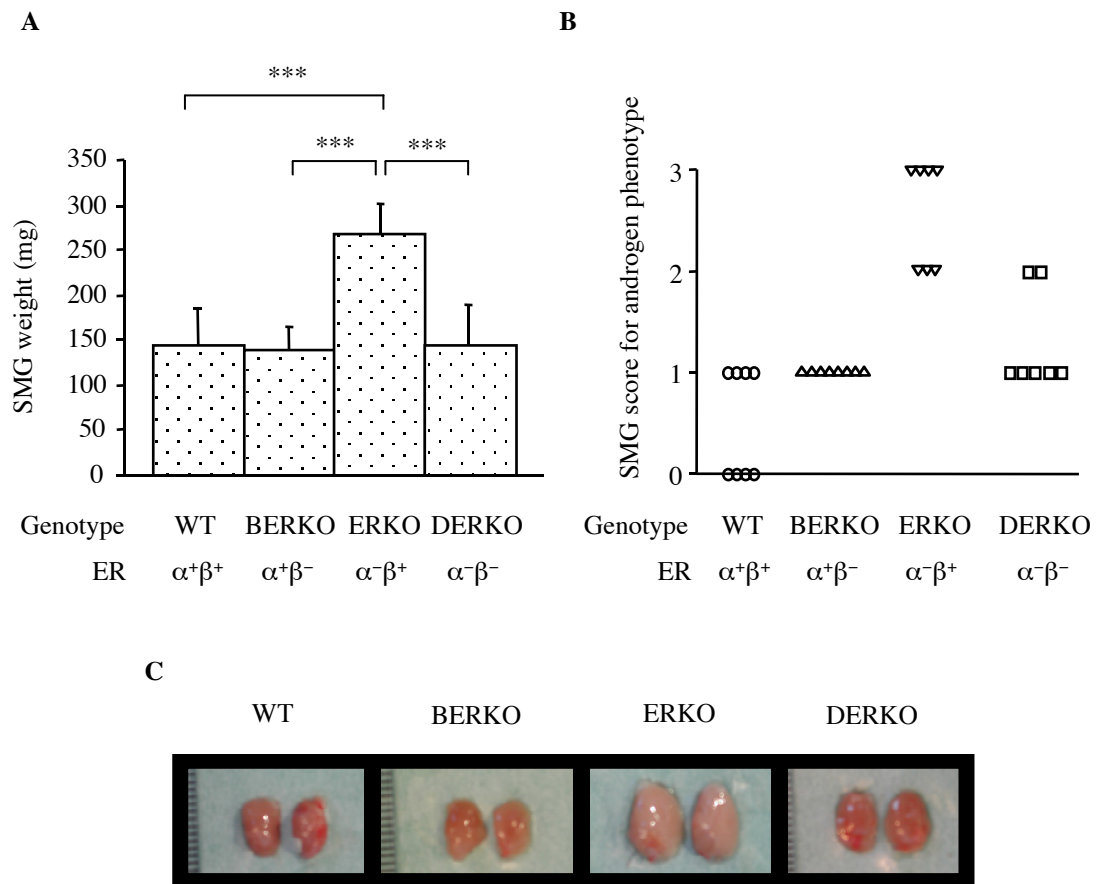 A
B
***
***
***
350
300
250
200
150
100
50
0
SMG weight (mg)
Genotype WT BERKO ERKO DERKO
ER α⁺β⁺ α⁺β⁻ α⁻β⁺ α⁻β⁻
SMG score for androgen phenotype
3
2
1
0
Genotype WT BERKO ERKO DERKO
ER α⁺β⁺ α⁺β⁻ α⁻β⁺ α⁻β⁻
C
WT BERKO ERKO DERKO